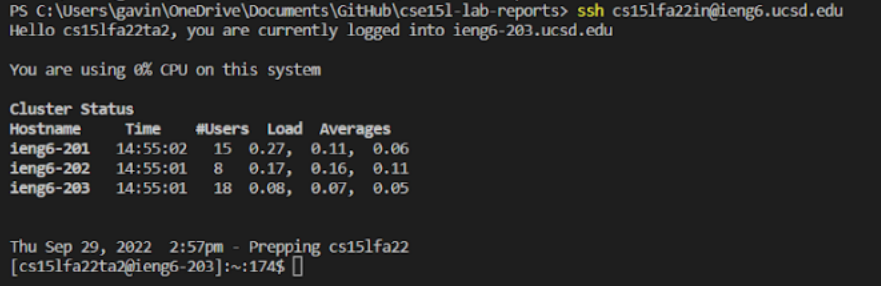 PS C:\Users\gavin\OneDrive\Documents\GitHub\cse15l-lab-reports> ssh cs15lfa22in@ieng6.ucsd.edu
Hello cs15lfa22ta2, you are currently logged into ieng6-203.ucsd.edu
You are using 0% CPU on this system
Cluster Status
Hostname     Time    #Users  Load  Averages
ieng6-201   14:55:02   15  0.27,  0.11,  0.06
ieng6-202   14:55:01   8   0.17,  0.16,  0.11
ieng6-203   14:55:01   18  0.08,  0.07,  0.05
Thu Sep 29, 2022  2:57pm - Prepping cs15lfa22
[cs15lfa22ta2@ieng6-203]:~:174$